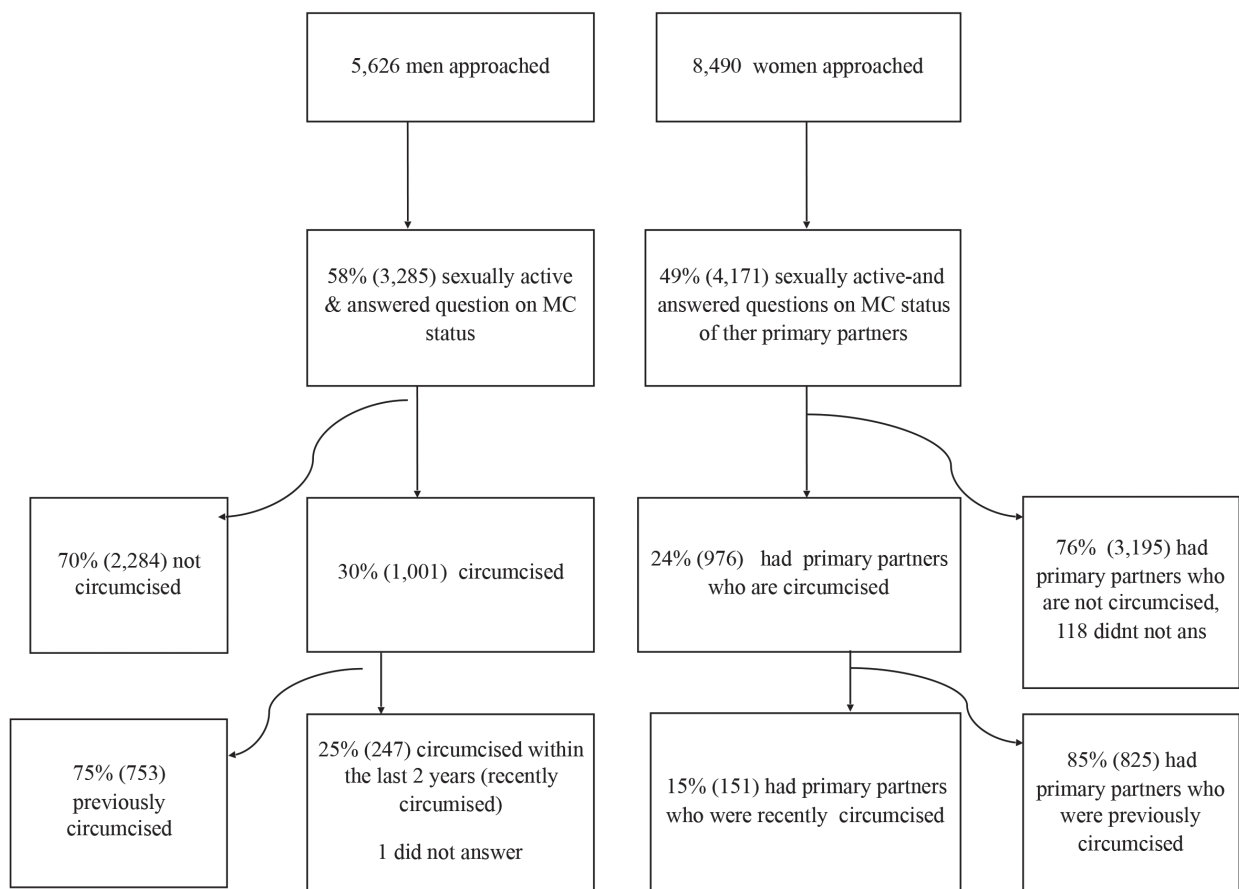 5,626 men approached
8,490 women approached
58% (3,285) sexually active
& answered question on MC
status
49% (4,171) sexually active-and
answered questions on MC status
of ther primary partners
70% (2,284) not
circumcised
30% (1,001) circumcised
24% (976) had primary partners
who are circumcised
76% (3,195) had
primary partners who
are not circumcised,
118 didnt not ans
75% (753)
previously
circumcised
25% (247) circumcised within
the last 2 years (recently
circumised)
1 did not answer
15% (151) had primary partners
who were recently circumcised
85% (825) had
primary partners who
were previously
circumcised